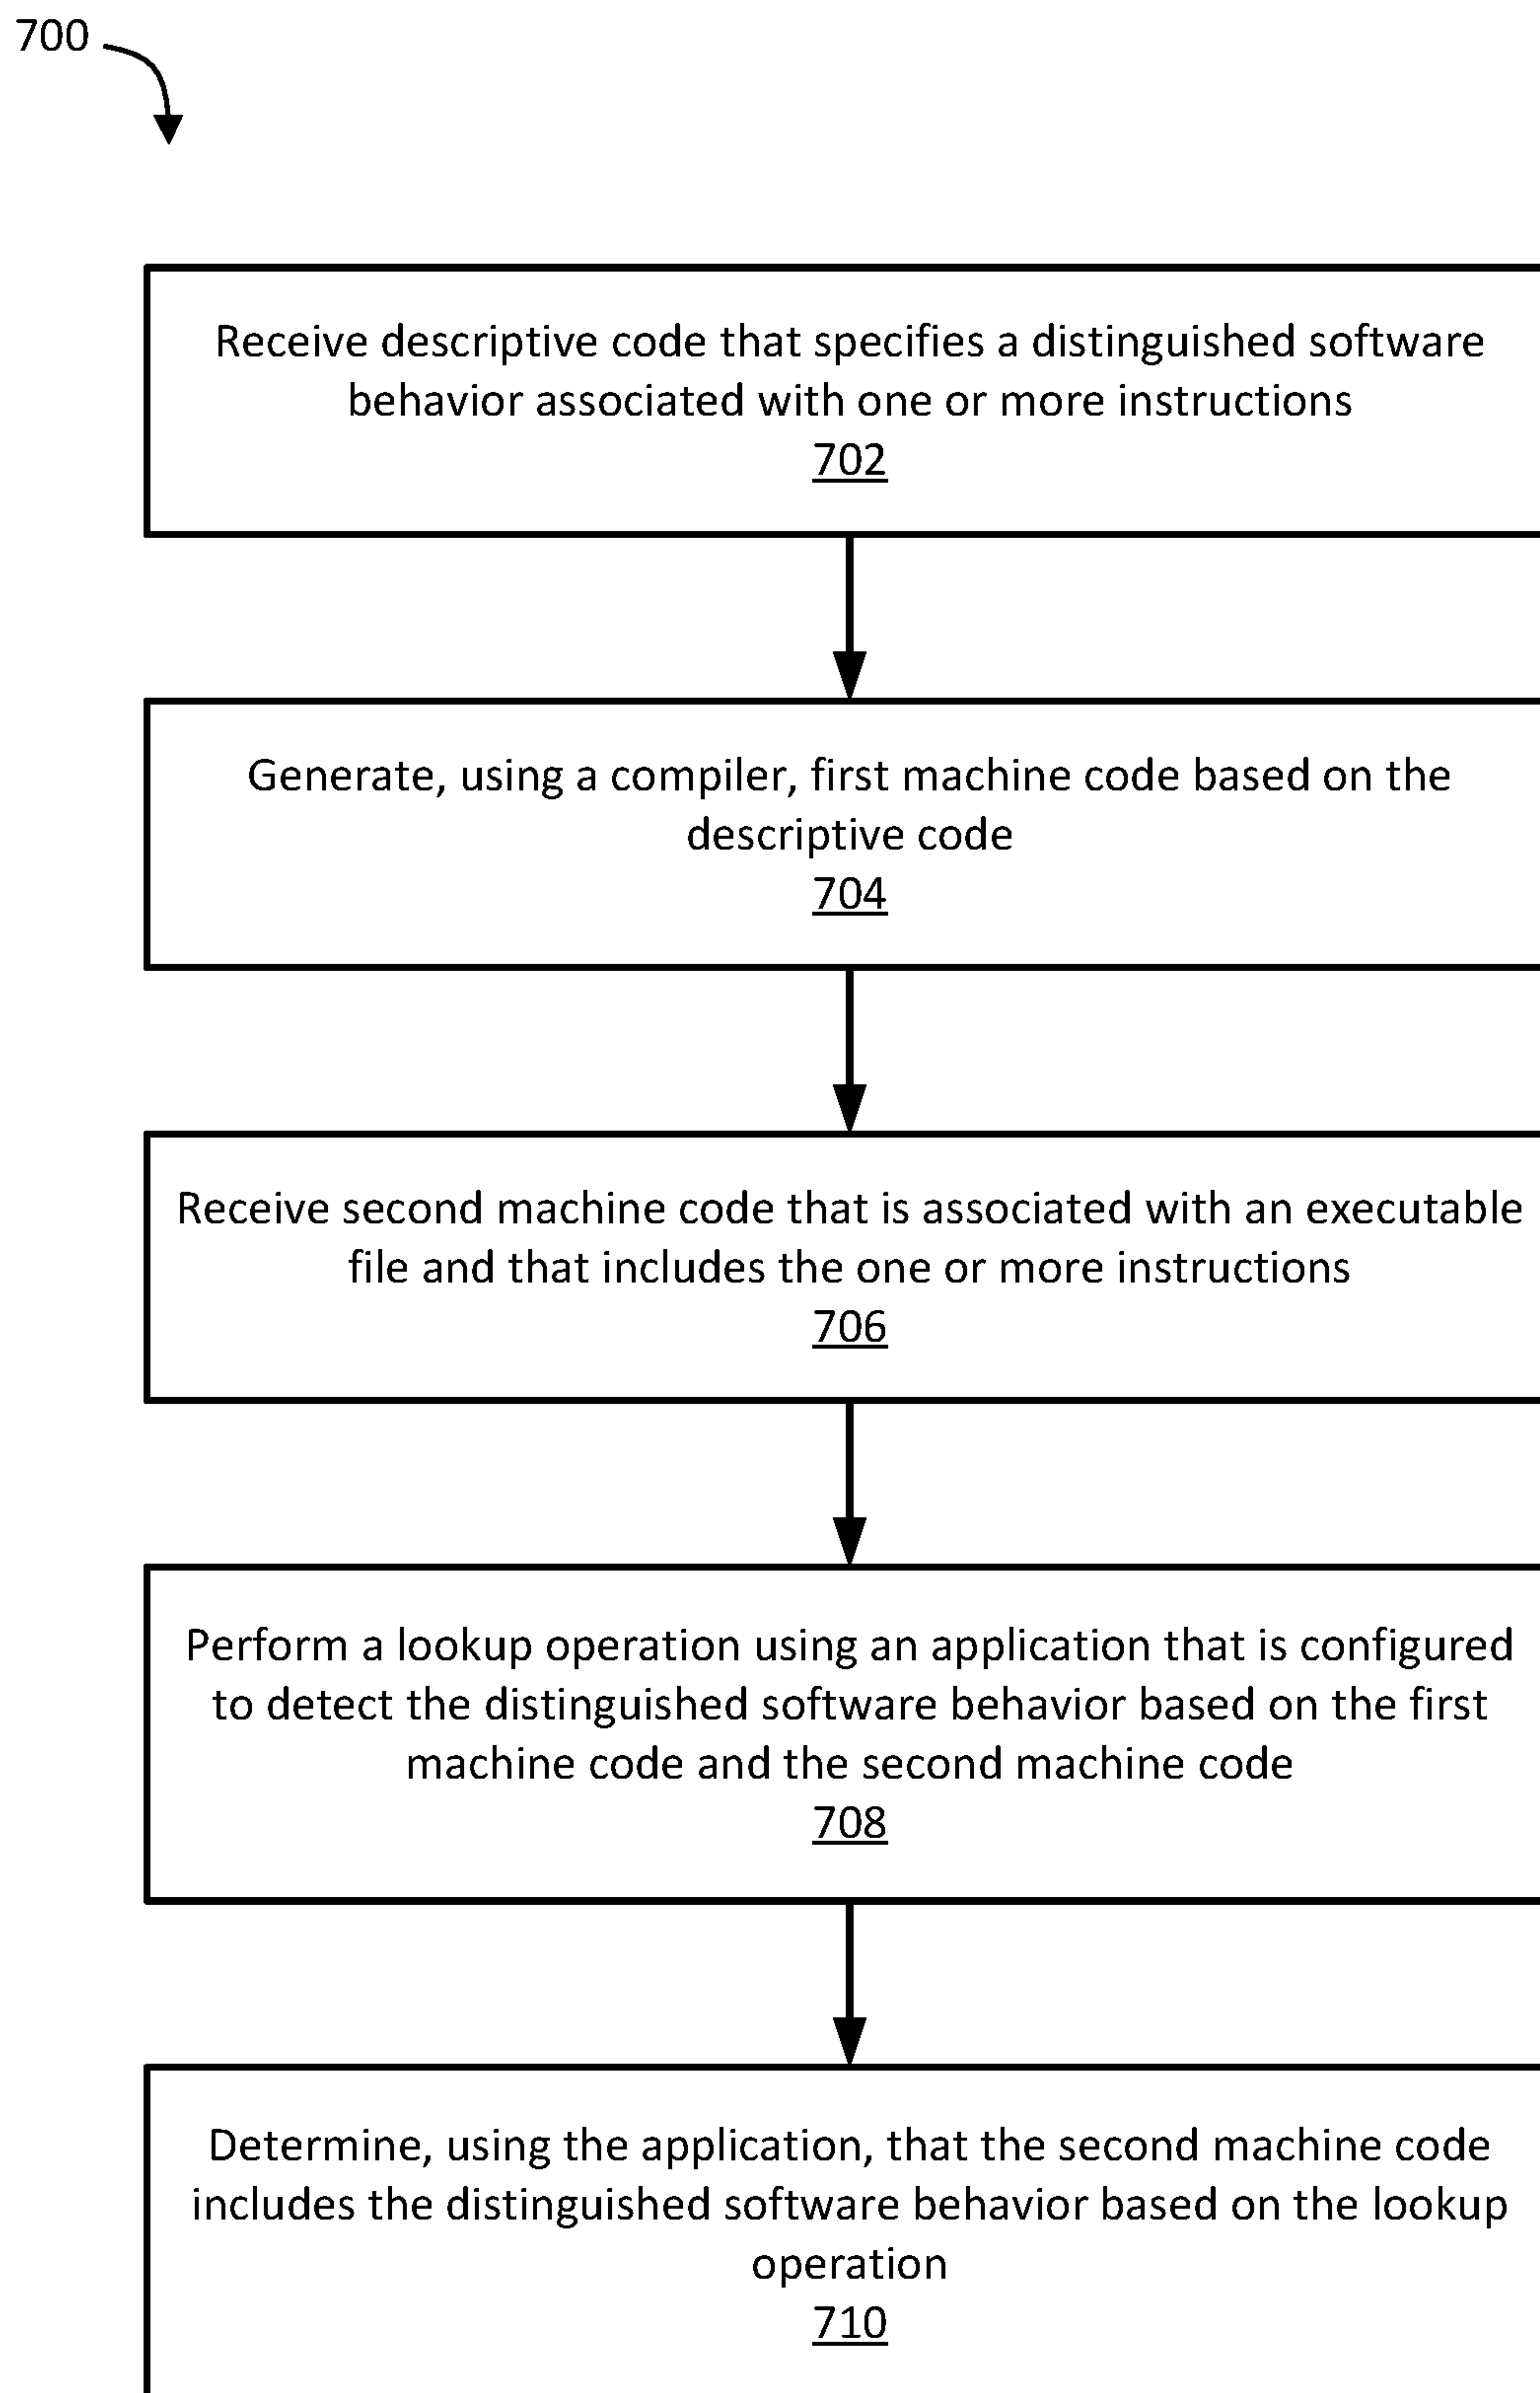 700
Receive descriptive code that specifies a distinguished software
behavior associated with one or more instructions
702
Generate, using a compiler, first machine code based on the
descriptive code
704
Receive second machine code that is associated with an executable
file and that includes the one or more instructions
706
Perform a lookup operation using an application that is configured
to detect the distinguished software behavior based on the first
machine code and the second machine code
708
Determine, using the application, that the second machine code
includes the distinguished software behavior based on the lookup
operation
710